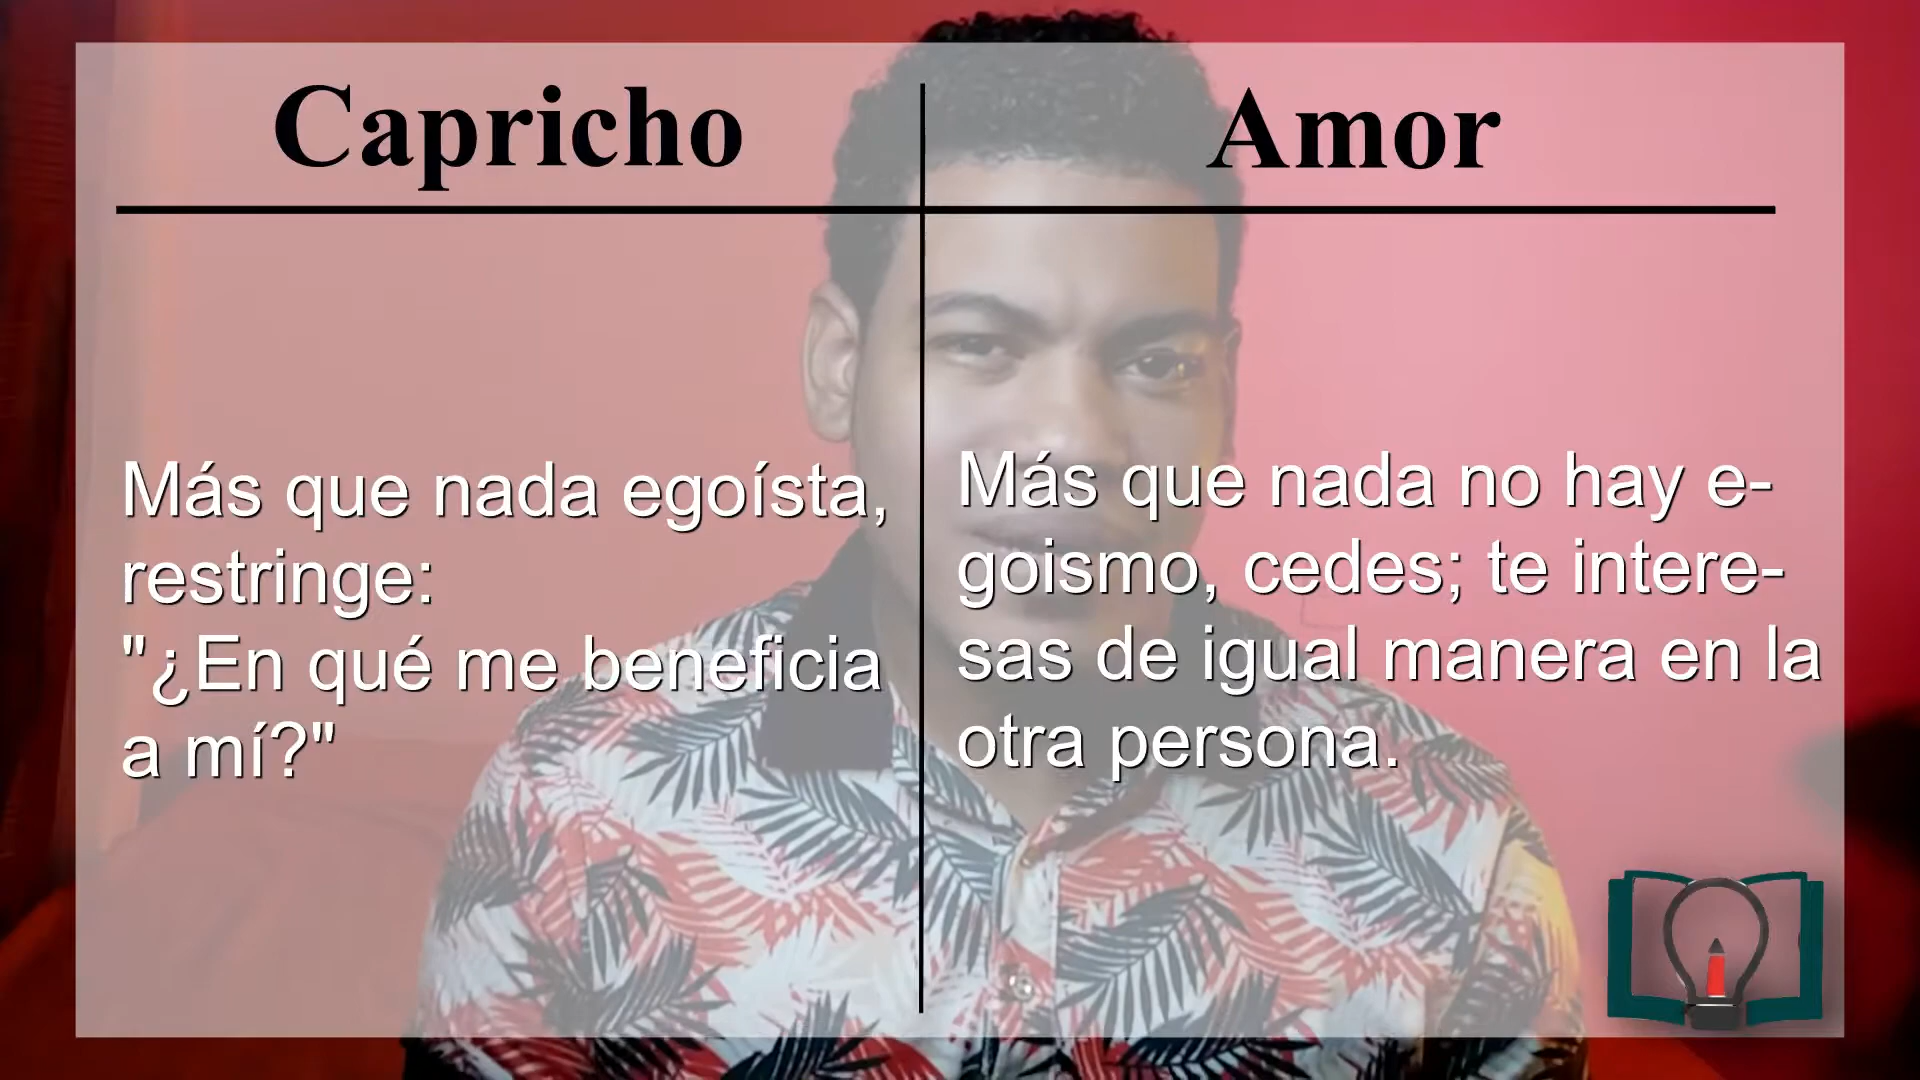 Capricho
Amor
Más que nada egoísta,
restringe:
"¿En qué me beneficia
a mí?"
Más que nada no hay e-
goismo, cedes; te intere-
sas de igual manera en la
otra persona.